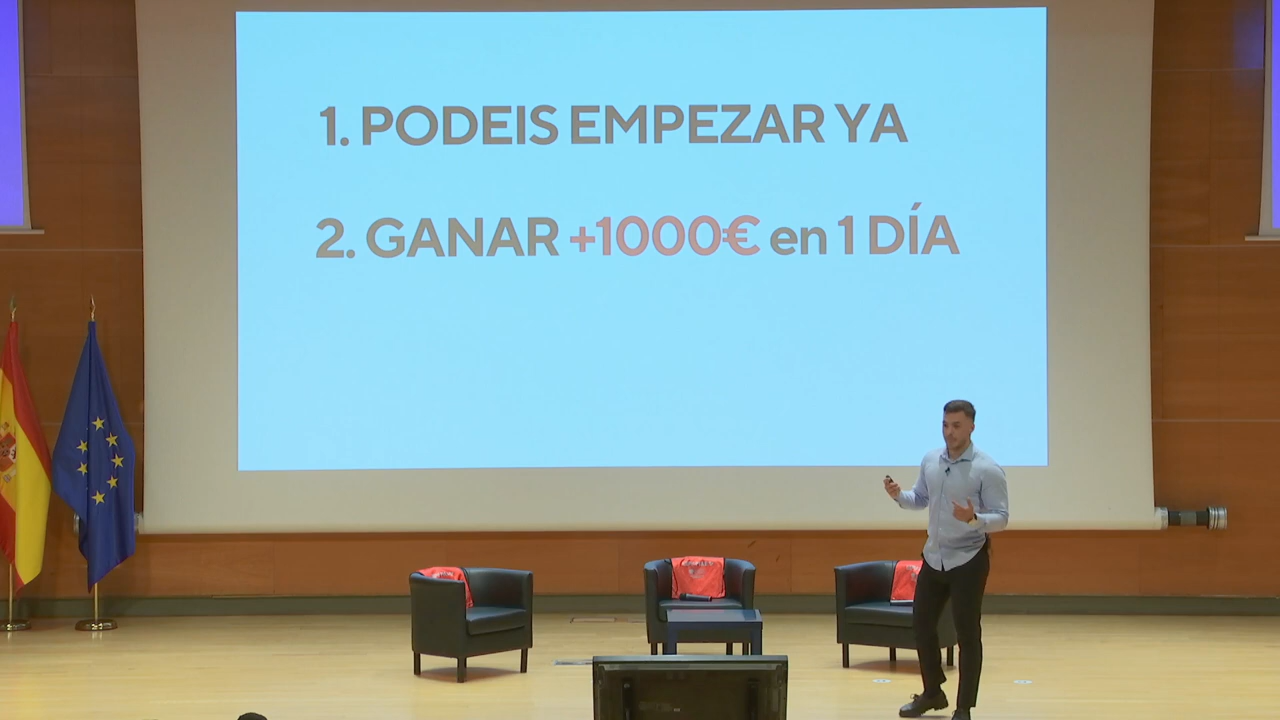 1. PODEIS EMPEZAR YA
2. GANAR +1000€ en 1 DÍA